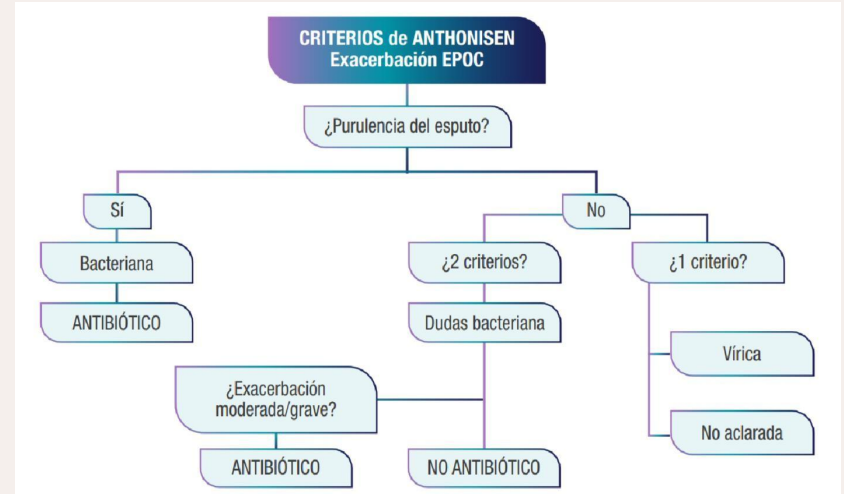 CRITERIOS de ANTHONISEN
Exacerbación EPOC
¿Purulencia del esputo?
Sí
No
Bacteriana
¿2 criterios?
¿1 criterio?
ANTIBIÓTICO
Dudas bacteriana
Vírica
¿Exacerbación
moderada/grave?
No aclarada
ANTIBIÓTICO
NO ANTIBIÓTICO